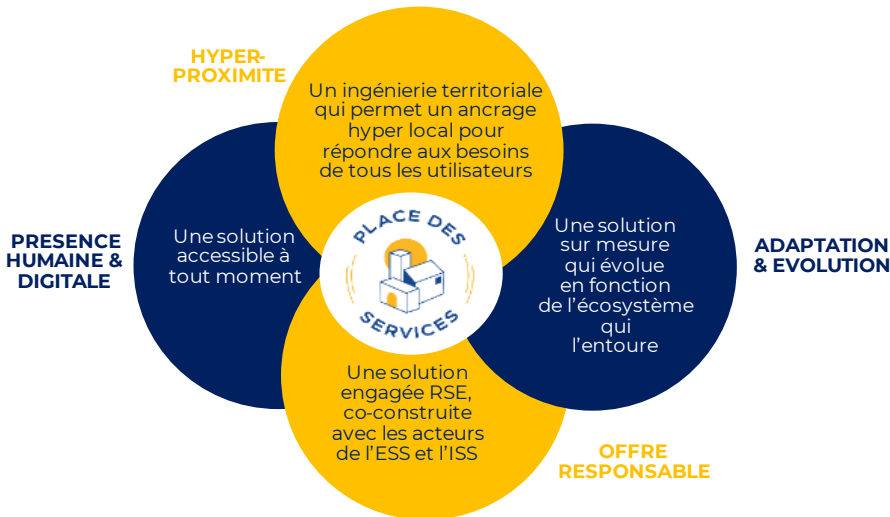 HYPER-
PROXIMITE
Un ingénierie territoriale
qui permet un ancrage
hyper local pour
répondre aux besoins
de tous les utilisateurs
PRESENCE
HUMAINE &
DIGITALE
Une solution
accessible à
tout moment
PLACE DES
SERVICES
Une solution
sur mesure
qui évolue
en fonction
de l'écosystème
qui
l'entoure
ADAPTATION
& EVOLUTION
Une solution
engagée RSE,
co-construite
avec les acteurs
de l'ESS et l'ISS
OFFRE
RESPONSABLE